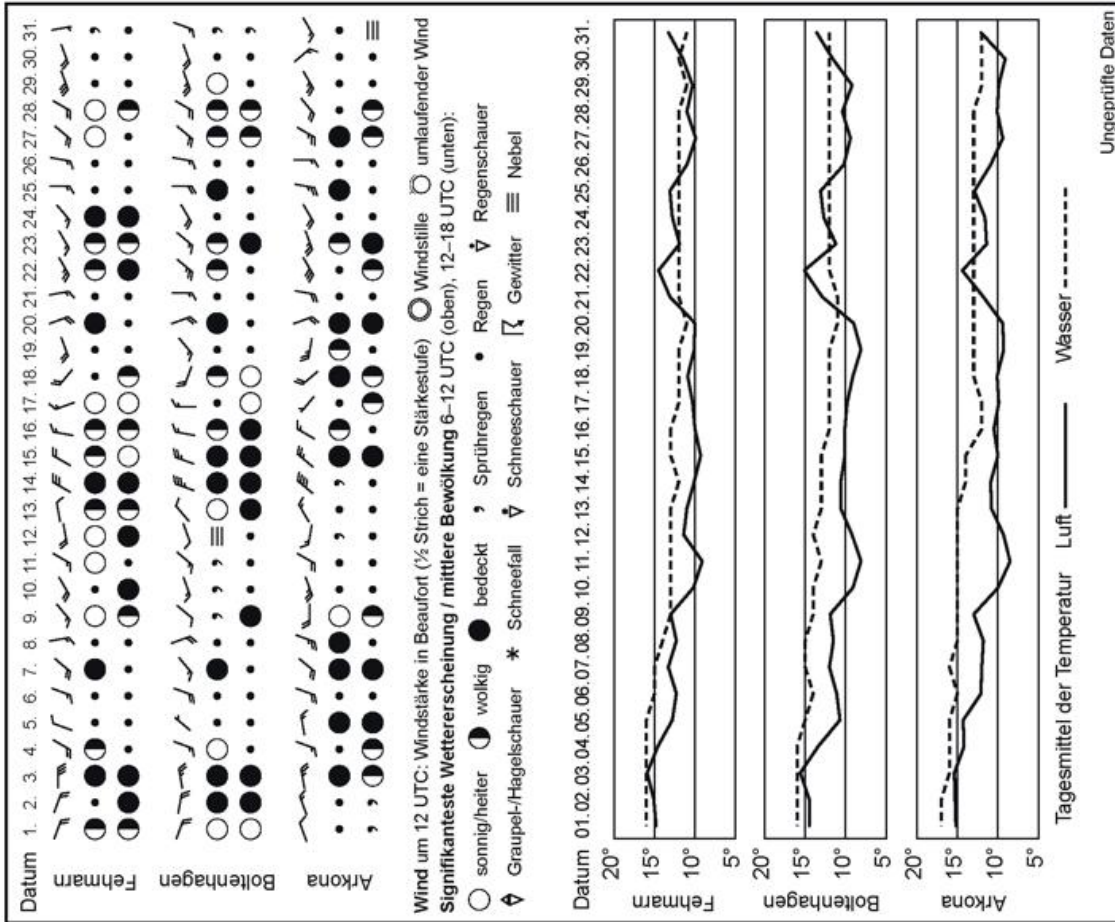 Datum 1. 2. 3. 4. 5. 6. 7. 8. 9. 10. 11. 12. 13. 14. 15. 16. 17. 18. 19. 20. 21. 22. 23. 24. 25. 26. 27. 28. 29. 30. 31.
Fehmarn
Boltenhagen
Arkona
Wind um 12 UTC: Windstärke in Beaufort (½ Strich = eine Stärkestufe) Windstille umlaufender Wind
Signifikanteste Wettererscheinung / mittlere Bewölkung 6–12 UTC (oben), 12–18 UTC (unten):
sonnig/heiter wolkig bedeckt Sprühregen Regen Regenschauer
Graupel-/Hagelschauer Schneefall Schneeschauer Gewitter Nebel
Datum 01. 02. 03. 04. 05. 06. 07. 08. 09. 10. 11. 12. 13. 14. 15. 16. 17. 18. 19. 20. 21. 22. 23. 24. 25. 26. 27. 28. 29. 30. 31.
20°
15°
10°
5°
Fehmarn
20°
15°
10°
5°
Boltenhagen
20°
15°
10°
5°
Arkona
Tagesmittel der Temperatur Luft Wasser
Ungeprüfte Daten